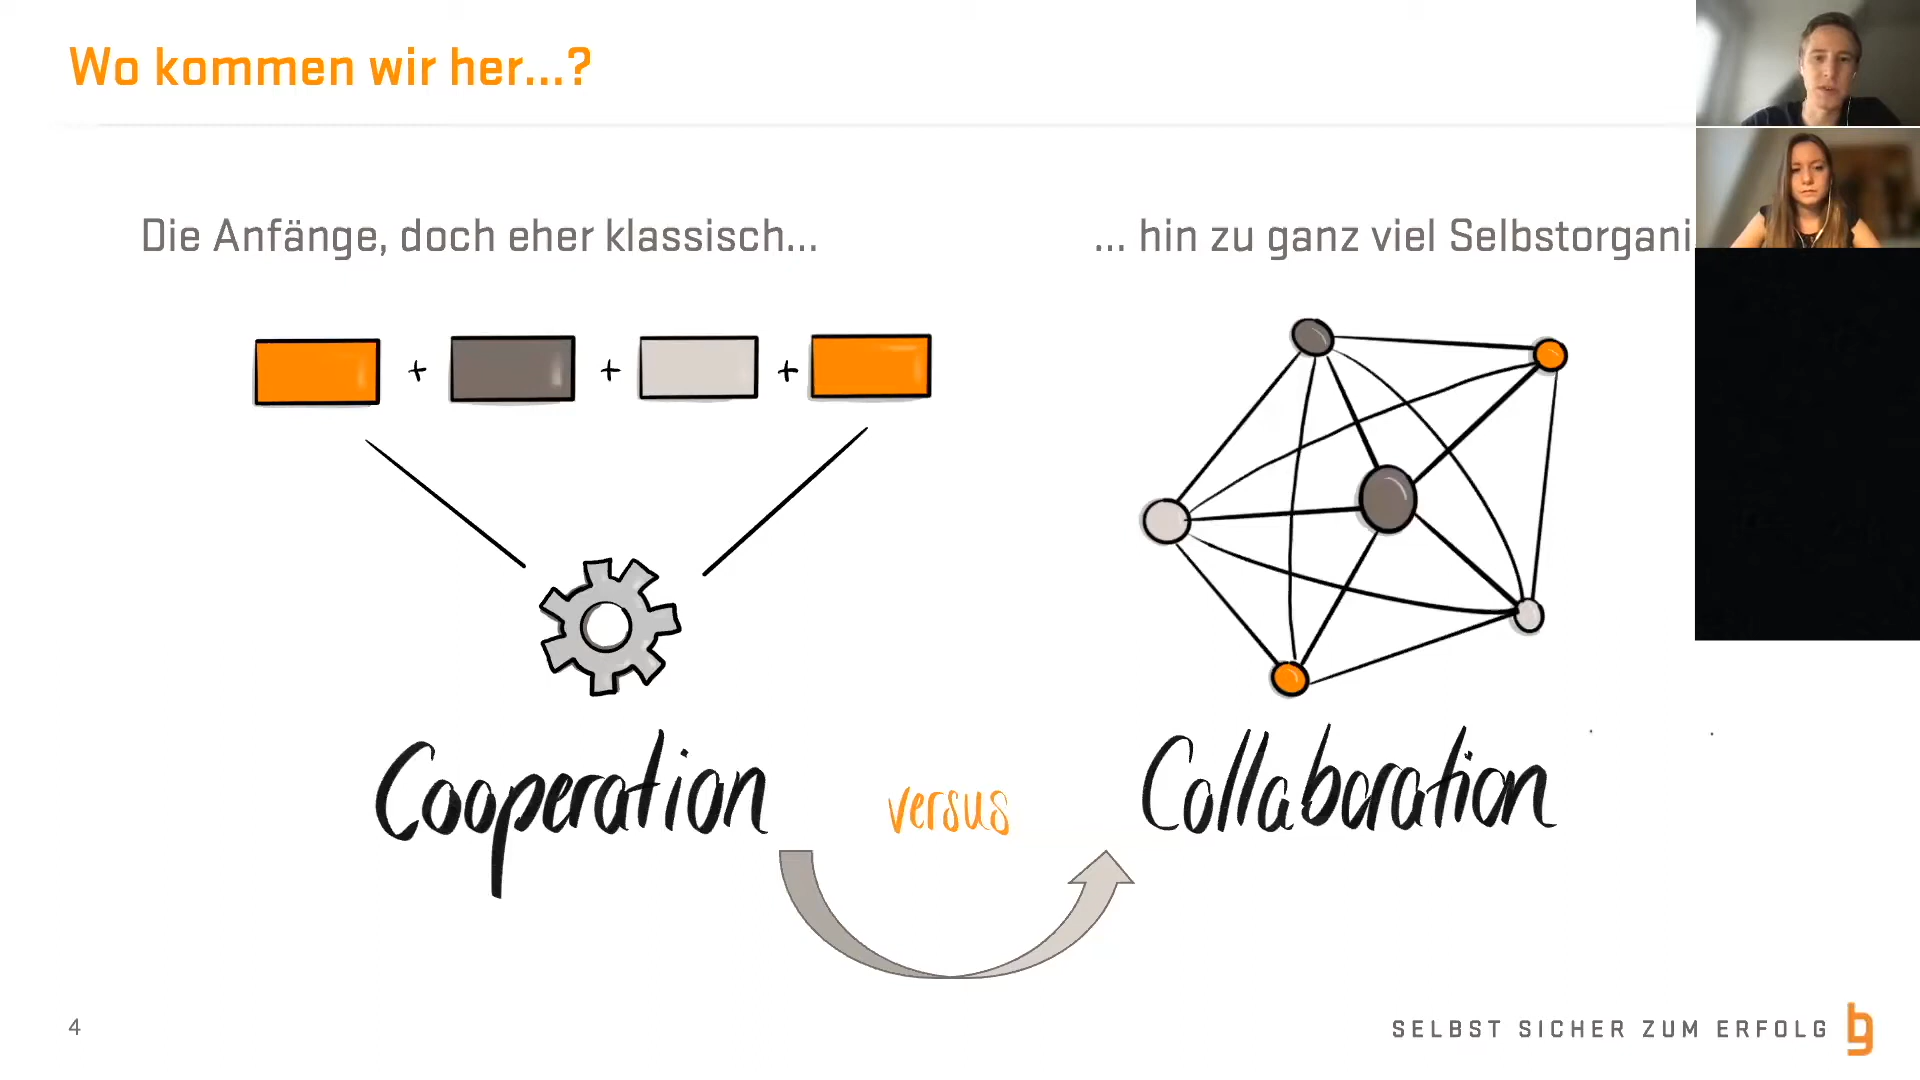 Wo kommen wir her...?
Die Anfänge, doch eher klassisch...
... hin zu ganz viel Selbstorgani
+ + +
Cooperation
versus
Collaboration
4
SELBST SICHER ZUM ERFOLG